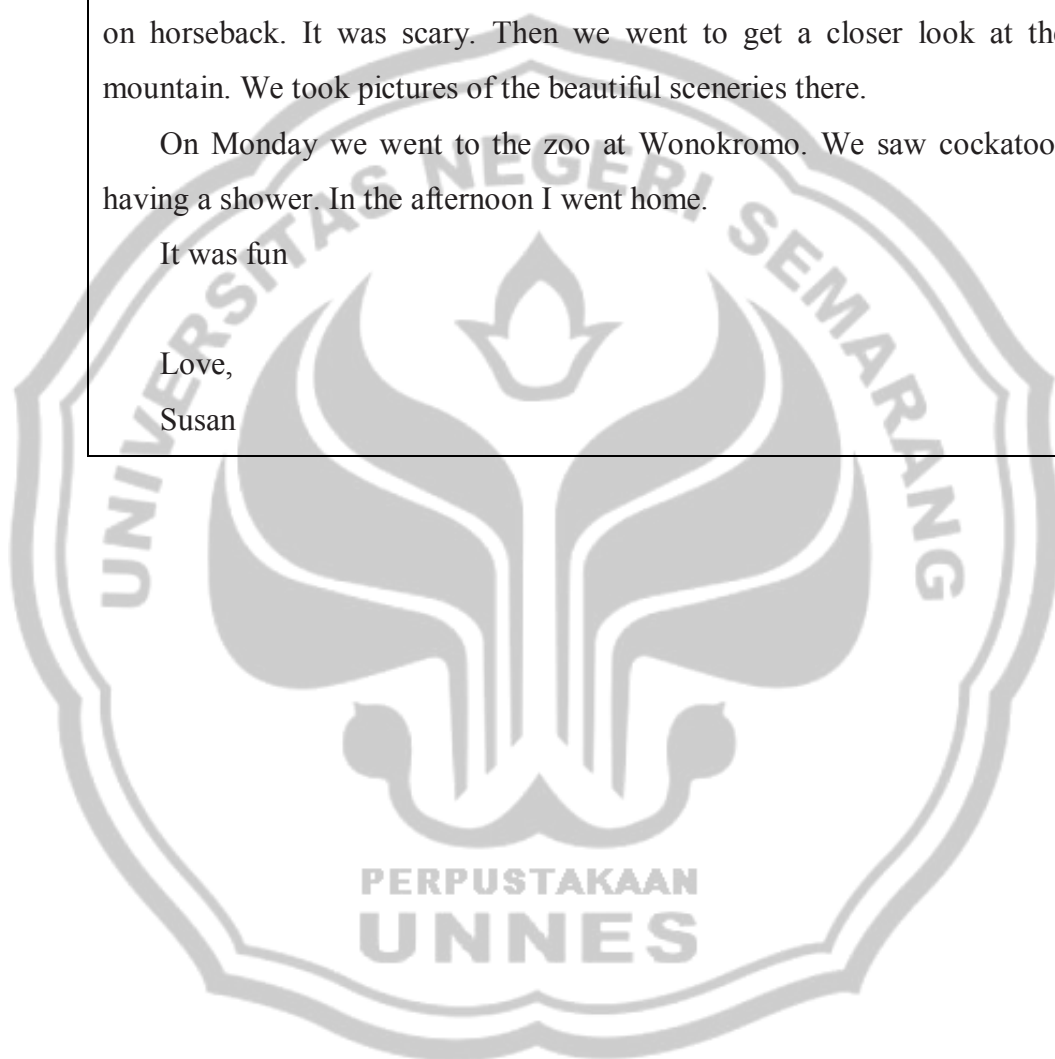 on horseback. It was scary. Then we went to get a closer look at th
mountain. We took pictures of the beautiful sceneries there.
On Monday we went to the zoo at Wonokromo. We saw cockatoo
having a shower. In the afternoon I went home.
It was fun
Love,
Susan
UNIVERSITAS NEGERI SEMARANG
PERPUSTAKAAN
UNNES